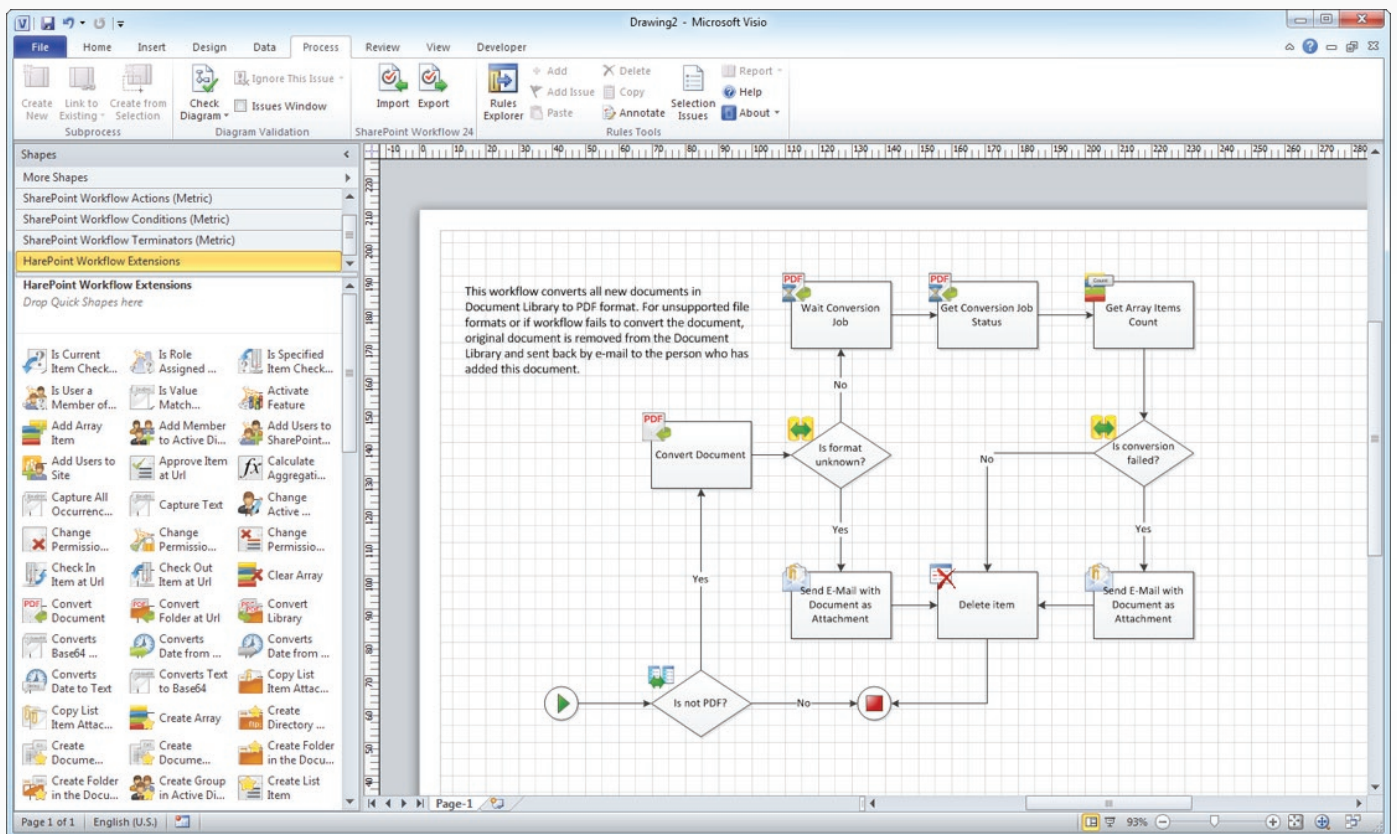 Drawing2 - Microsoft Visio
File Home Insert Design Data Process Review View Developer
Create New
Link to Existing
Create from Selection
Subprocess
Check Diagram
Ignore This Issue
Issues Window
Diagram Validation
Import Export
SharePoint Workflow 24
Rules Explorer
Add
Add Issue
Paste
Delete
Copy
Annotate
Selection Issues
Report
Help
About
Rules Tools
Shapes
More Shapes
SharePoint Workflow Actions (Metric)
SharePoint Workflow Conditions (Metric)
SharePoint Workflow Terminators (Metric)
HarePoint Workflow Extensions
HarePoint Workflow Extensions
Drop Quick Shapes here
Is Current Item Check...
Is Role Assigned ...
Is Specified Item Check...
Is User a Member of...
Is Value Match...
Activate Feature
Add Array Item
Add Member to Active Di...
Add Users to SharePoint...
Add Users to Site
Approve Item at Url
Calculate Aggregati...
Capture All Occurrenc...
Capture Text
Change Active ...
Change Permissio...
Change Permissio...
Change Permissio...
Check In Item at Url
Check Out Item at Url
Clear Array
Convert Document
Convert Folder at Url
Convert Library
Converts Base64 ...
Converts Date from ...
Converts Date from ...
Converts Date to Text
Converts Text to Base64
Copy List Item Attac...
Copy List Item Attac...
Create Array
Create Directory ...
Create Docume...
Create Docume...
Create Folder in the Docu...
Create Folder in the Docu...
Create Group in Active Di...
Create List Item
This workflow converts all new documents in
Document Library to PDF format. For unsupported file
formats or if workflow fails to convert the document,
original document is removed from the Document
Library and sent back by e-mail to the person who has
added this document.
PDF
Wait Conversion
Job
PDF
Get Conversion Job
Status
Count
Get Array Items
Count
No
PDF
Convert Document
Is format
unknown?
No
Is conversion
failed?
Yes
Yes
Yes
Send E-Mail with
Document as
Attachment
Delete item
Send E-Mail with
Document as
Attachment
Is not PDF?
No
Page-1
Page 1 of 1 English (U.S.)
93%